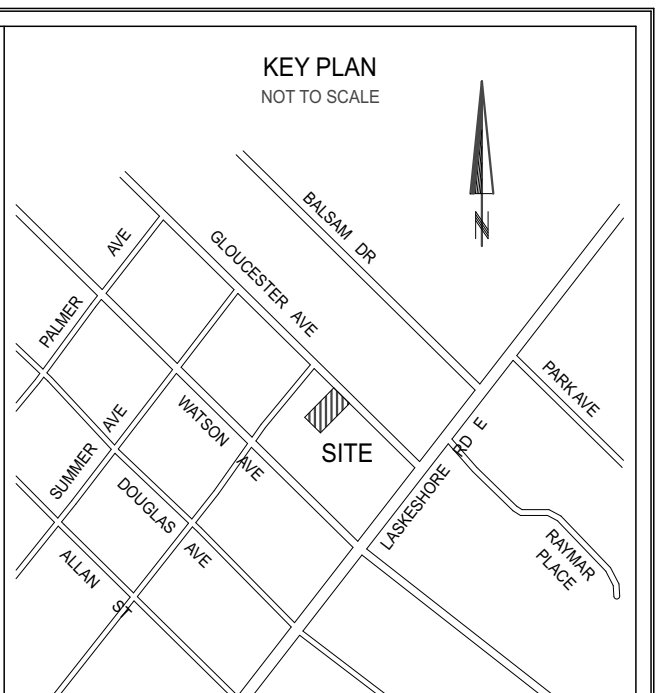 KEY PLAN
NOT TO SCALE
N
BALSAM DR
GLOUCESTER AVE
PALMER AVE
PARK AVE
WATSON AVE
SUMMER AVE
SITE
LASKESHORE RD E
DOUGLAS AVE
ALLAN ST
RAYMAR
PLACE